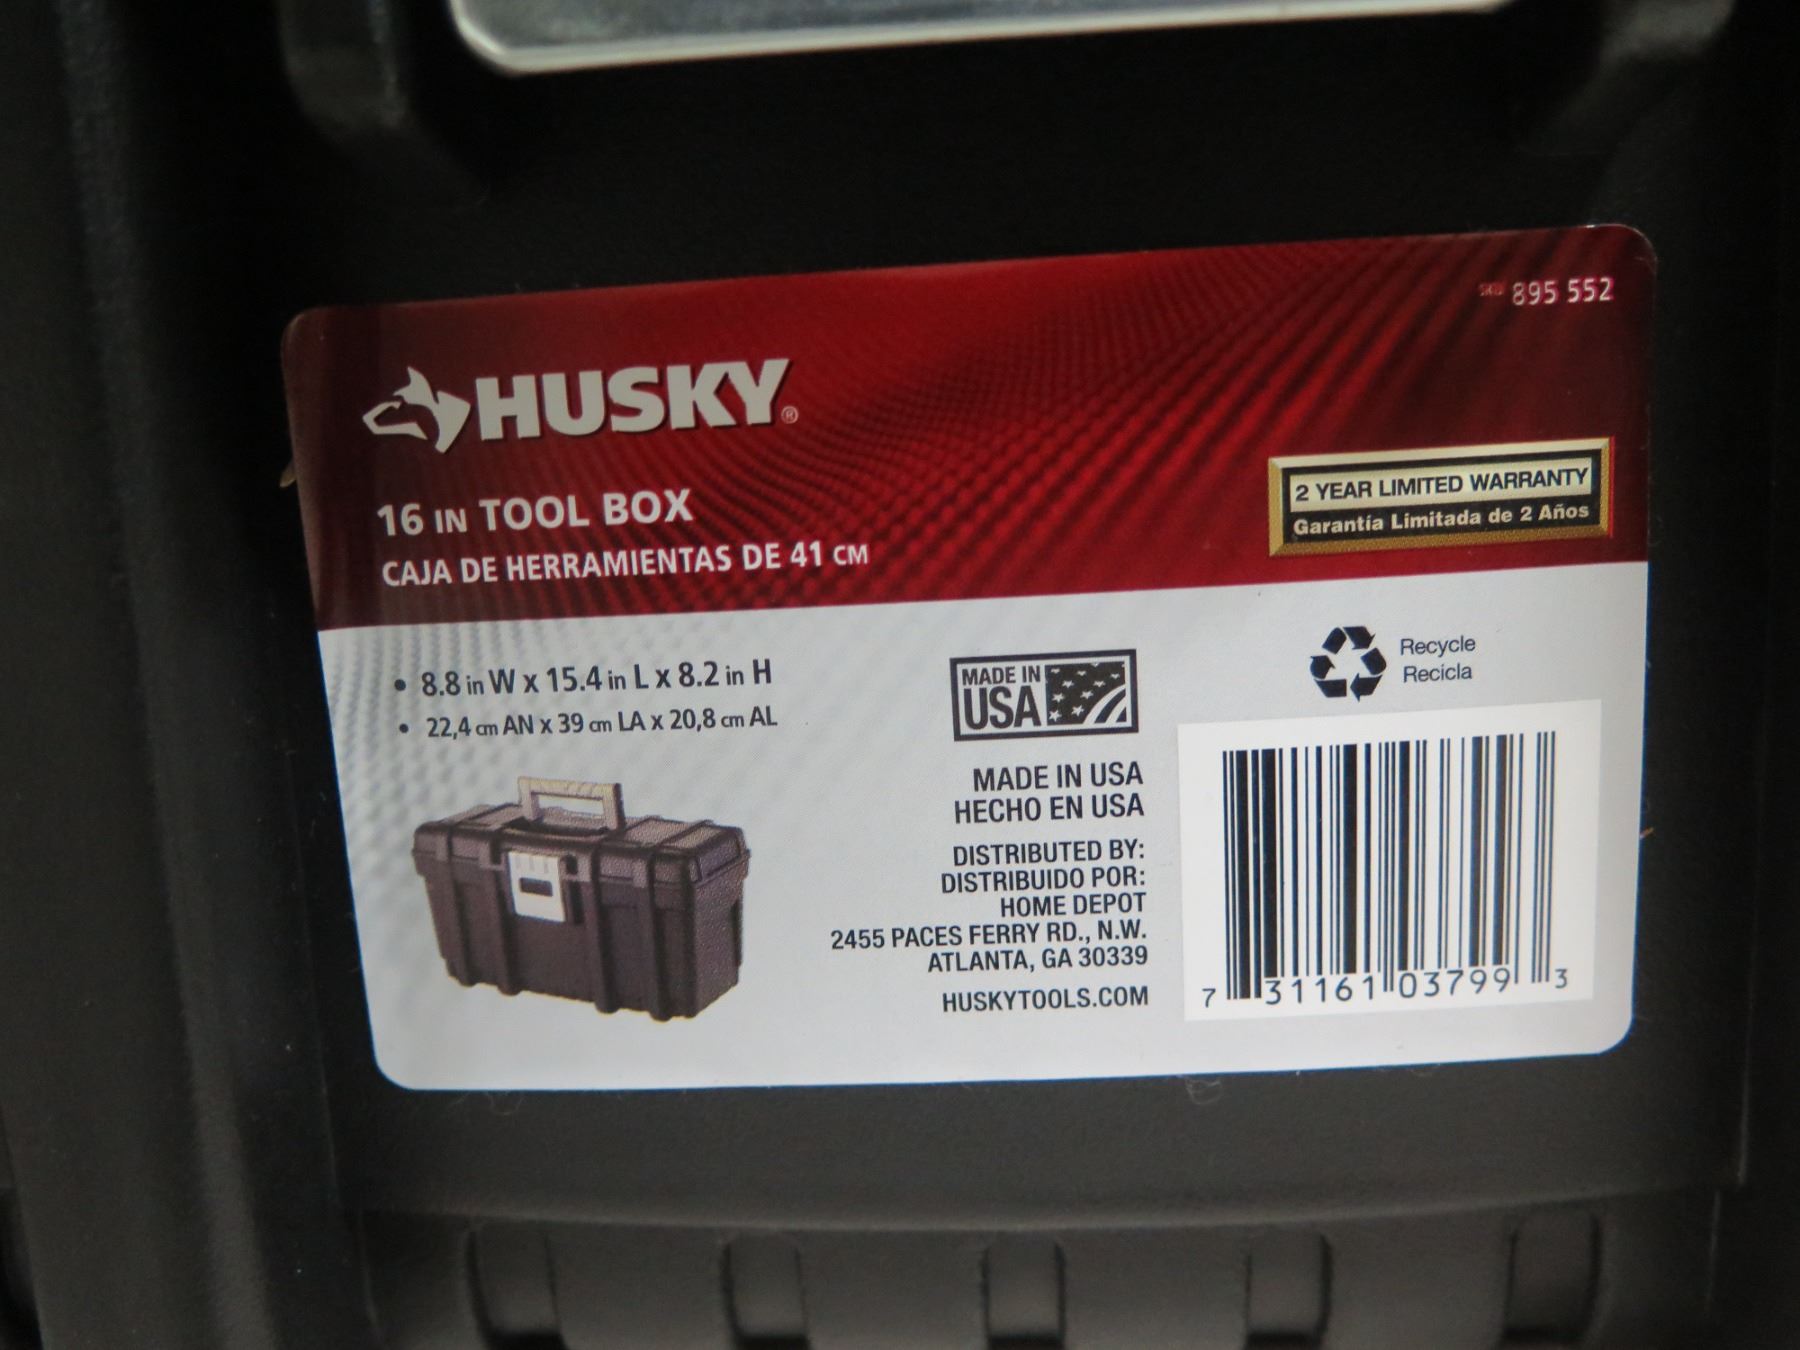 SKU 895 552
HUSKY®
16 IN TOOL BOX
CAJA DE HERRAMIENTAS DE 41 CM
2 YEAR LIMITED WARRANTY
Garantía Limitada de 2 Años
• 8.8 in W x 15.4 in L x 8.2 in H
• 22,4 cm AN x 39 cm LA x 20,8 cm AL
MADE IN
USA
Recycle
Recicla
MADE IN USA
HECHO EN USA
DISTRIBUTED BY:
DISTRIBUIDO POR:
HOME DEPOT
2455 PACES FERRY RD., N.W.
ATLANTA, GA 30339
HUSKYTOOLS.COM
7 31161 03799 3